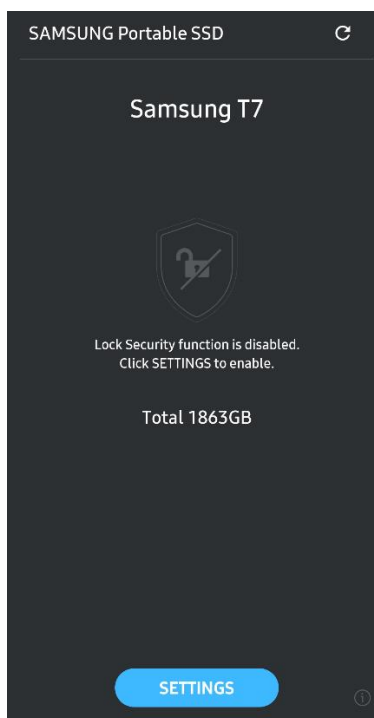 SAMSUNG Portable SSD
Samsung T7
Lock Security function is disabled.
Click SETTINGS to enable.
Total 1863GB
SETTINGS